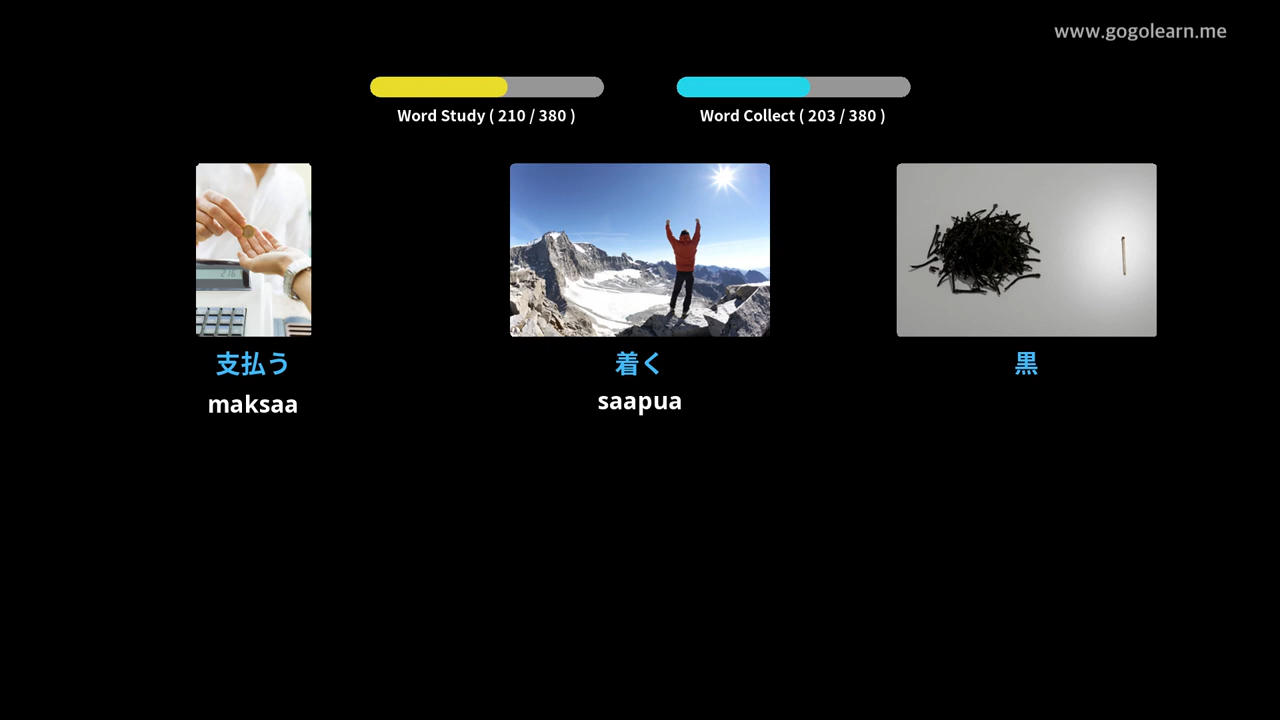 www.gogolearn.me
Word Study ( 210 / 380 )
Word Collect ( 203 / 380 )
支払う
maksaa
着く
saapua
黒